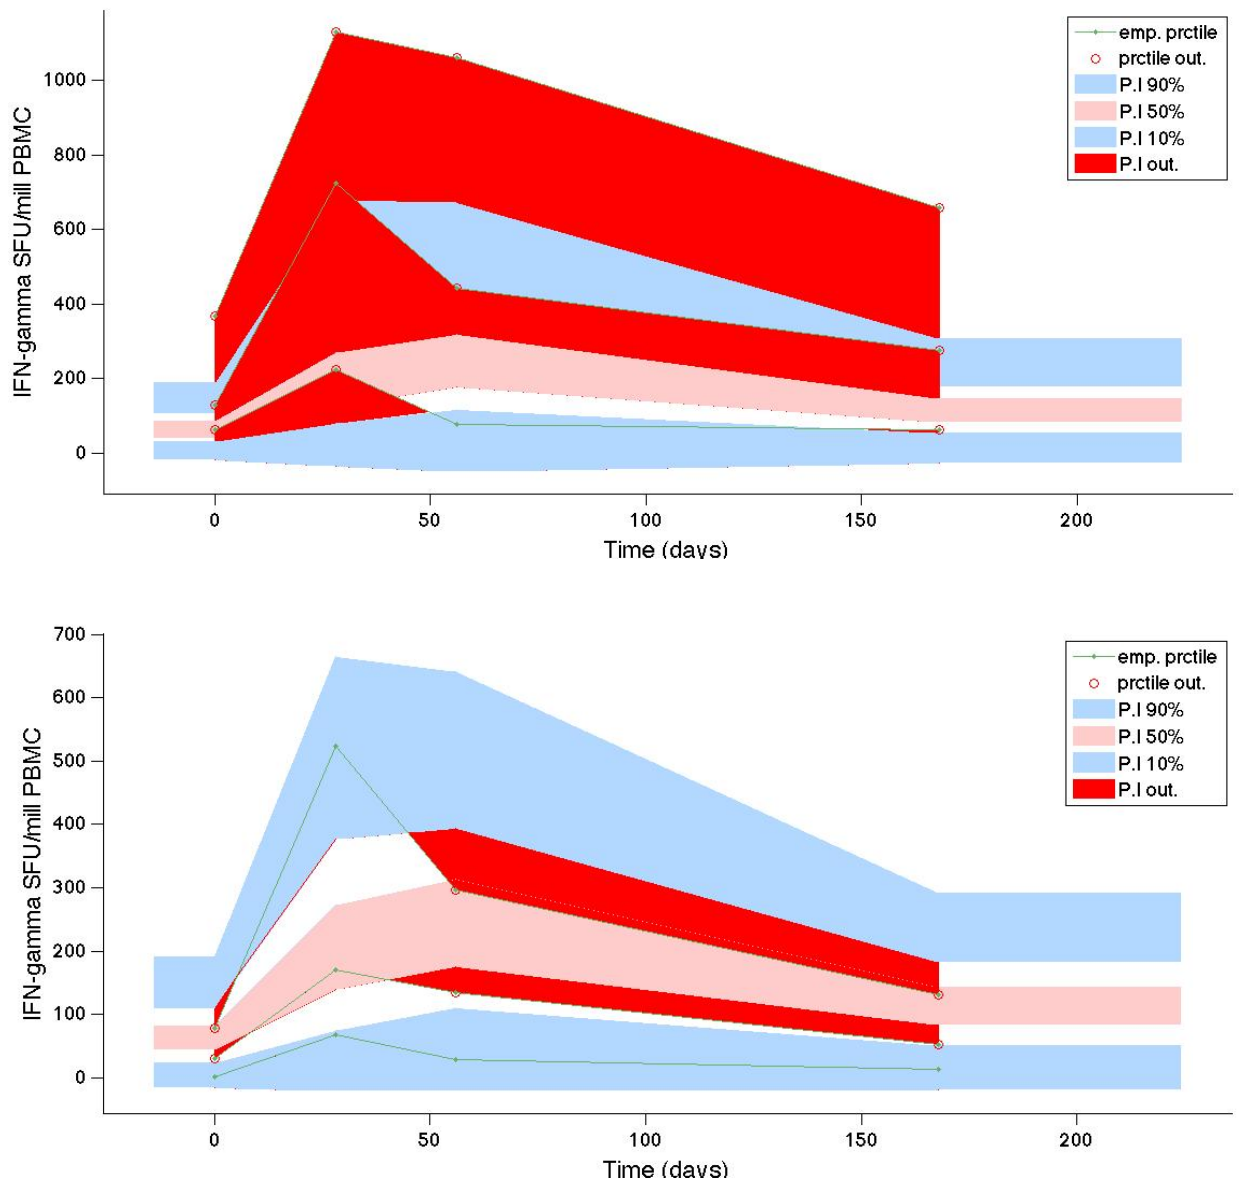 1000
800
600
400
200
0
IFN-gamma SFU/mill PBMC
0
50
100
150
200
Time (days)
emp. prctile
prctile out.
P.I 90%
P.I 50%
P.I 10%
P.I out.
700
600
500
400
300
200
100
0
IFN-gamma SFU/mill PBMC
0
50
100
150
200
Time (days)
emp. prctile
prctile out.
P.I 90%
P.I 50%
P.I 10%
P.I out.